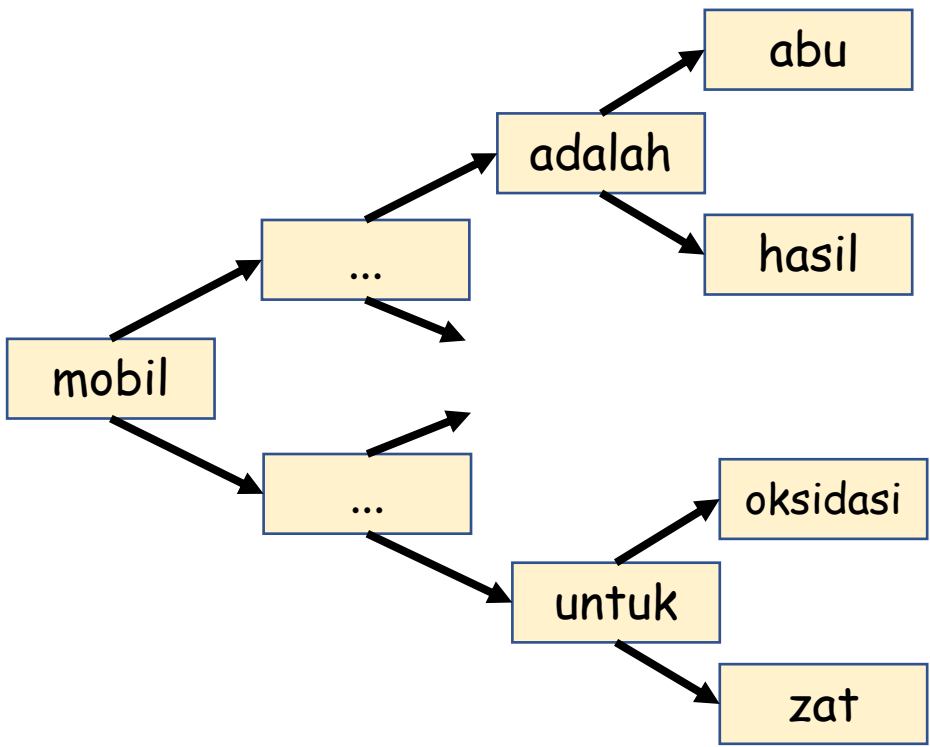 abu
adalah
hasil
...
mobil
...
oksidasi
untuk
zat